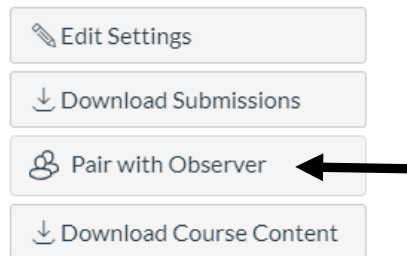 Edit Settings
Download Submissions
Pair with Observer
Download Course Content